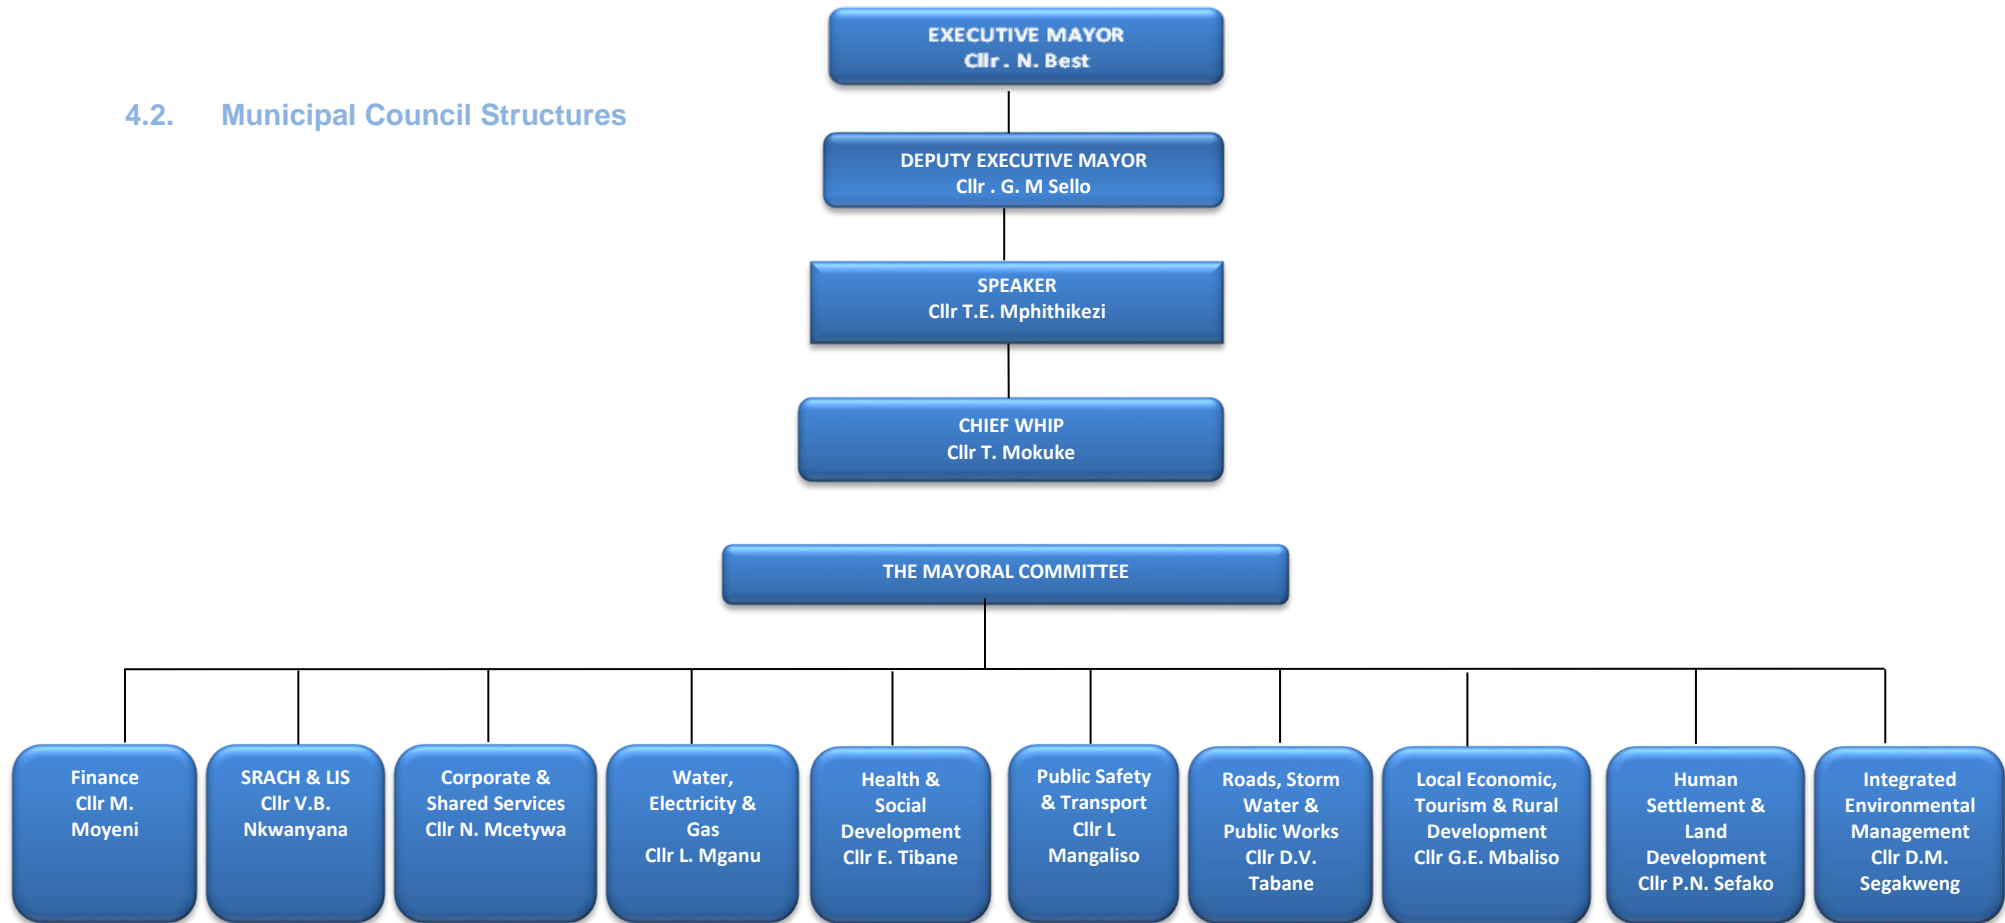 EXECUTIVE MAYOR
Cllr . N. Best
4.2. Municipal Council Structures
DEPUTY EXECUTIVE MAYOR
Cllr . G. M Sello
SPEAKER
Cllr T.E. Mphithikezi
CHIEF WHIP
Cllr T. Mokuke
THE MAYORAL COMMITTEE
Finance
Cllr M.
Moyeni
SRACH & LIS
Cllr V.B.
Nkwanyana
Corporate &
Shared Services
Cllr N. Mcetywa
Water,
Electricity &
Gas
Cllr L. Mganu
Health &
Social
Development
Cllr E. Tibane
Public Safety
& Transport
Cllr L
Mangaliso
Roads, Storm
Water &
Public Works
Cllr D.V.
Tabane
Local Economic,
Tourism & Rural
Development
Cllr G.E. Mbaliso
Human
Settlement &
Land
Development
Cllr P.N. Sefako
Integrated
Environmental
Management
Cllr D.M.
Segakweng